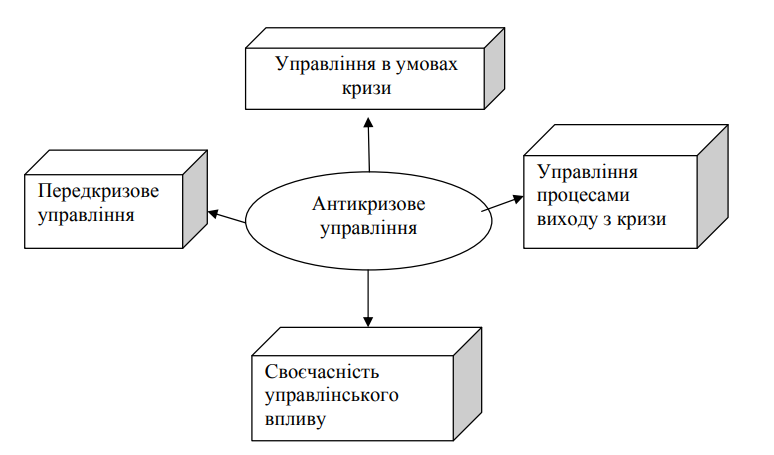 Управління в умовах
кризи
Передкризове
управління
Антикризове
управління
Управління
процесами
виходу з кризи
Своєчасність
управлінського
впливу